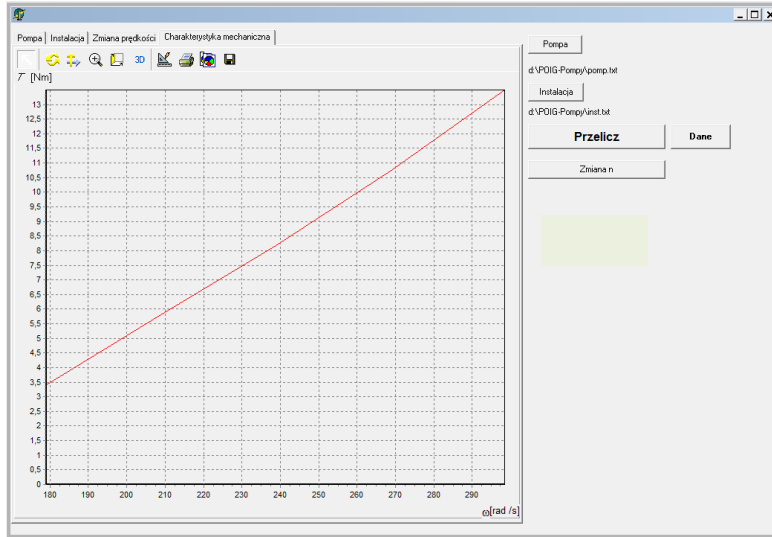 Pompa Instalacja Zmiana prędkości Charakterystyka mechaniczna
3D
T [Nm]
13
12,5
12
11,5
11
10,5
10
9,5
9
8,5
8
7,5
7
6,5
6
5,5
5
4,5
4
3,5
3
2,5
2
1,5
1
0,5
0
180 190 200 210 220 230 240 250 260 270 280 290
ω[rad /s]
Pompa
d:\POIG-Pompy\pomp.txt
Instalacja
d:\POIG-Pompy\inst.txt
Przelicz Dane
Zmiana n